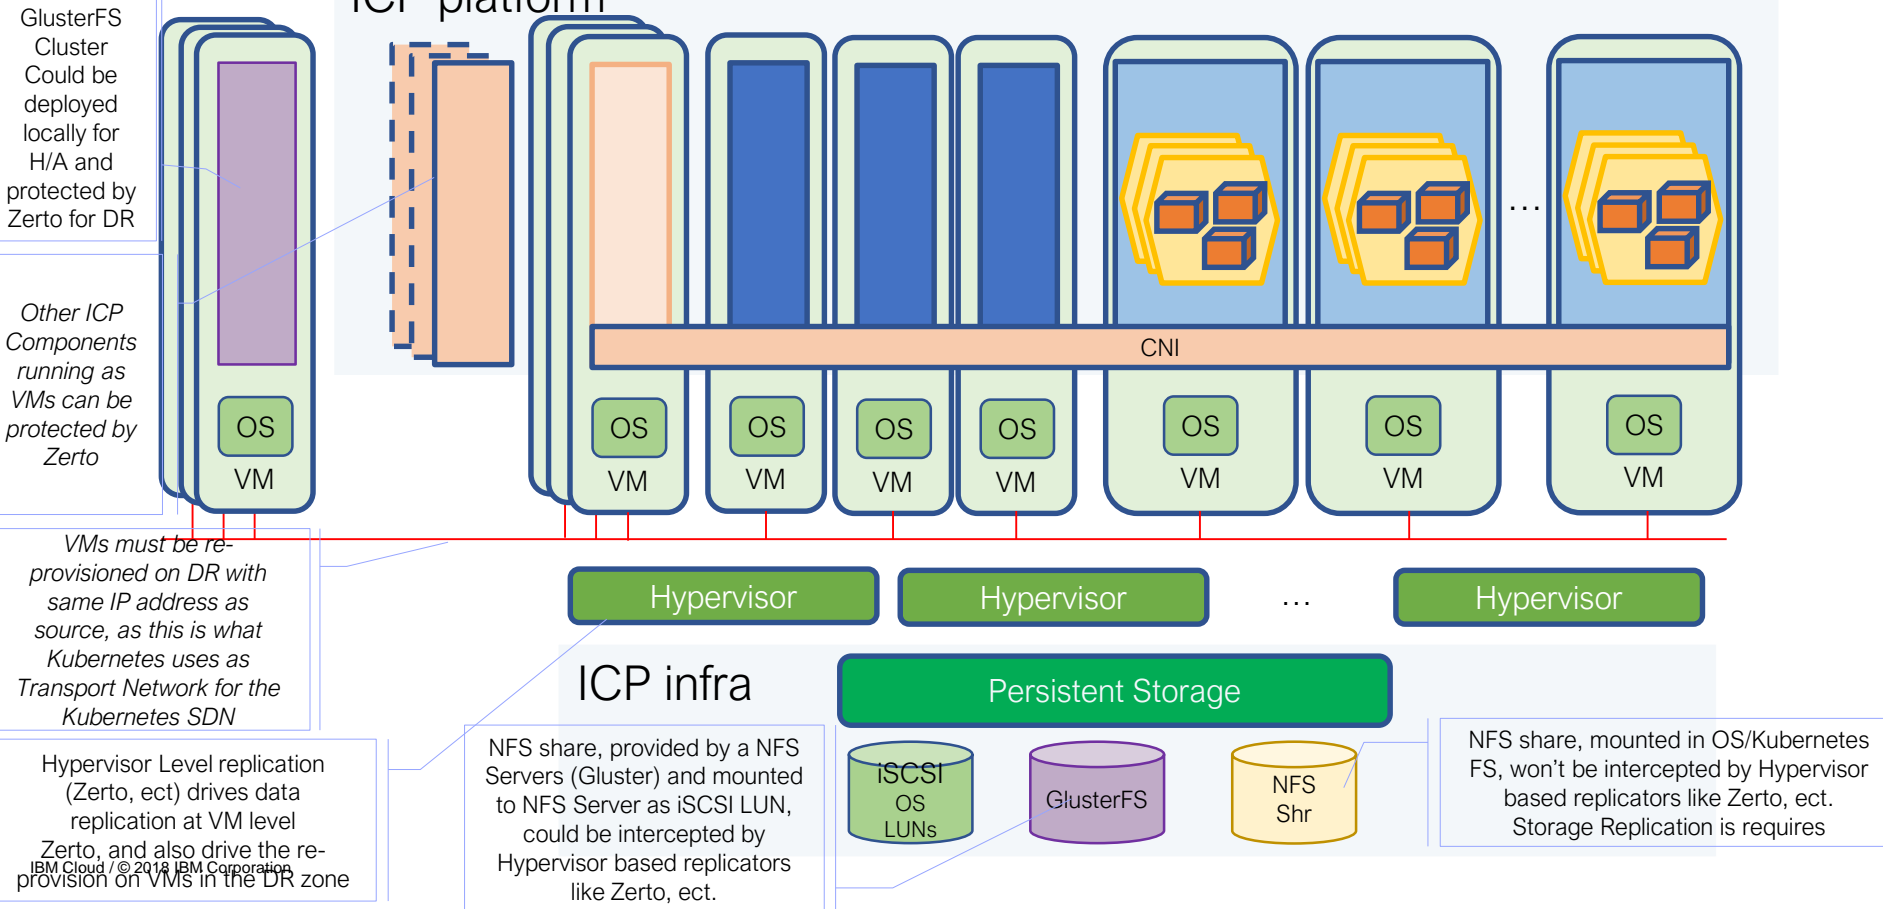 ICP platform
GlusterFS
Cluster
Could be
deployed
locally for
H/A and
protected by
Zerto for DR
Other ICP
Components
running as
VMs can be
protected by
Zerto
...
CNI
OS
OS
OS
OS
OS
OS
OS
OS
VM
VM
VM
VM
VM
VM
VM
VM
VMs must be re-
provisioned on DR with
same IP address as
source, as this is what
Kubernetes uses as
Transport Network for the
Kubernetes SDN
Hypervisor
Hypervisor
...
Hypervisor
ICP infra
Persistent Storage
Hypervisor Level replication
(Zerto, ect) drives data
replication at VM level
Zerto, and also drive the re-
provision on VMs in the DR zone
IBM Cloud / © 2018 IBM Corporation
NFS share, provided by a NFS
Servers (Gluster) and mounted
to NFS Server as iSCSI LUN,
could be intercepted by
Hypervisor based replicators
like Zerto, ect.
iSCSI
OS
LUNs
GlusterFS
NFS
Shr
NFS share, mounted in OS/Kubernetes
FS, won’t be intercepted by Hypervisor
based replicators like Zerto, ect.
Storage Replication is requires